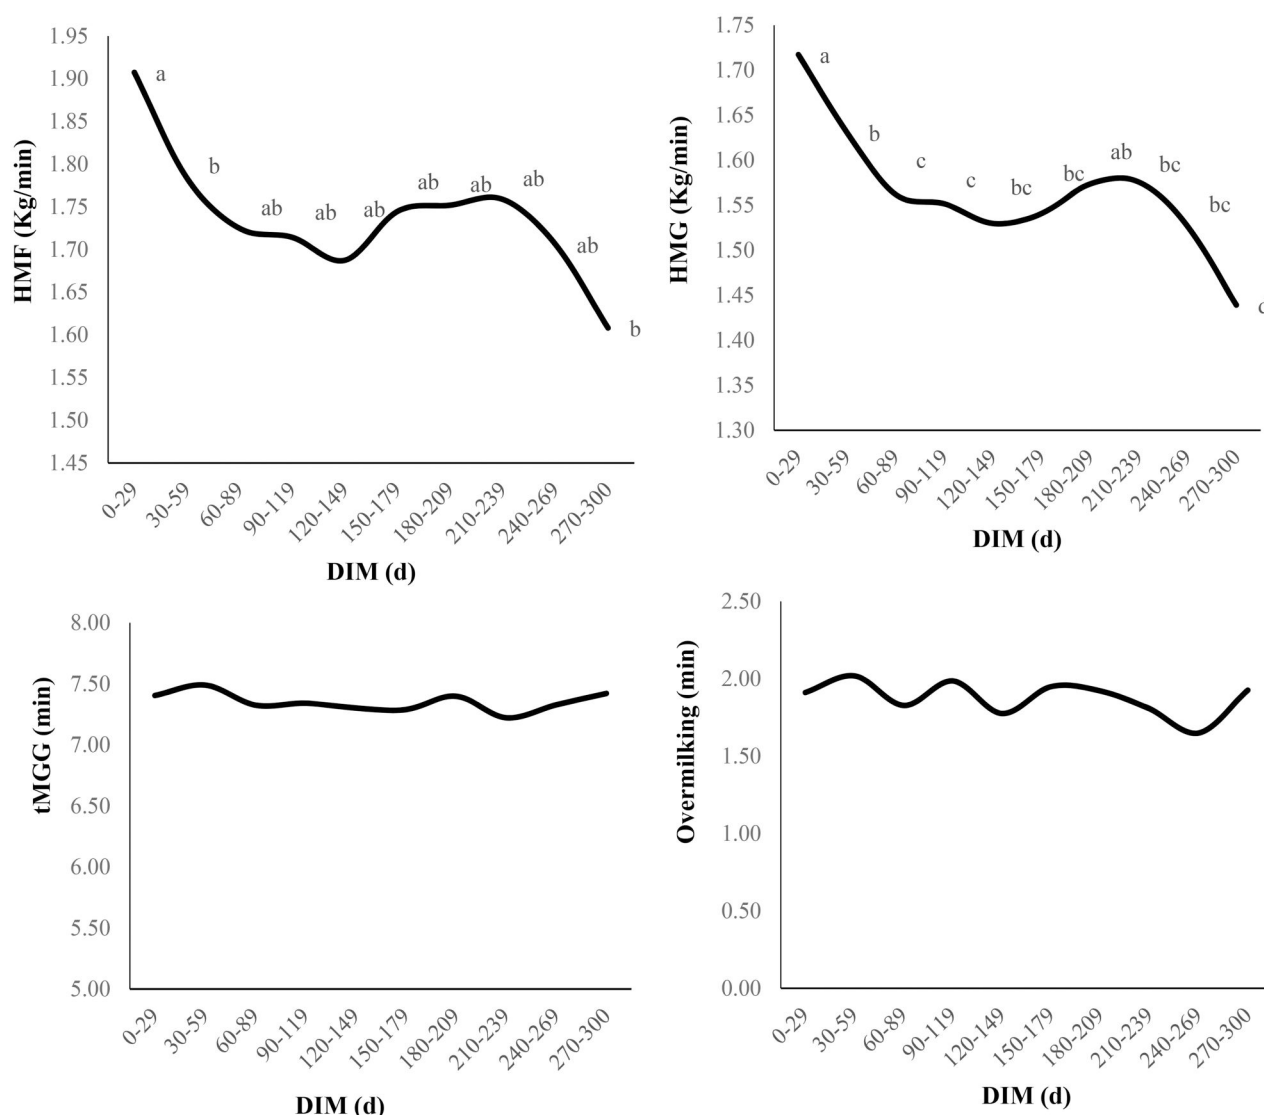 HMF (Kg/min)
1.95
1.90
1.85
1.80
1.75
1.70
1.65
1.60
1.55
1.50
1.45
a
b
ab
ab
ab
ab
ab
ab
ab
b
0-29
30-59
60-89
90-119
120-149
150-179
180-209
210-239
240-269
270-300
DIM (d)
HMG (Kg/min)
1.75
1.70
1.65
1.60
1.55
1.50
1.45
1.40
1.35
1.30
a
b
c
c
bc
bc
ab
bc
bc
0-29
30-59
60-89
90-119
120-149
150-179
180-209
210-239
240-269
270-300
DIM (d)
tMGG (min)
8.00
7.50
7.00
6.50
6.00
5.50
5.00
0-29
30-59
60-89
90-119
120-149
150-179
180-209
210-239
240-269
270-300
DIM (d)
Overmilking (min)
2.50
2.00
1.50
1.00
0.50
0.00
0-29
30-59
60-89
90-119
120-149
150-179
180-209
210-239
240-269
270-300
DIM (d)